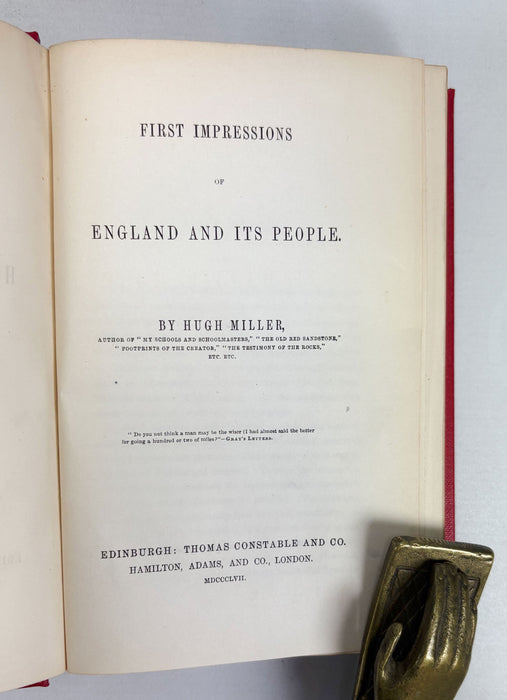 FIRST IMPRESSIONS
OF
ENGLAND AND ITS PEOPLE.
BY HUGH MILLER,
AUTHOR OF "MY SCHOOLS AND SCHOOLMASTERS," "THE OLD RED SANDSTONE,"
"FOOTPRINTS OF THE CREATOR," "THE TESTIMONY OF THE ROCKS,"
ETC. ETC.
"Do you not think a man may be the wiser (I had almost said the better
for going a hundred or two of miles?"—GRAY'S LETTERS.
EDINBURGH: THOMAS CONSTABLE AND CO.
HAMILTON, ADAMS, AND CO., LONDON.
MDCCCLVII.